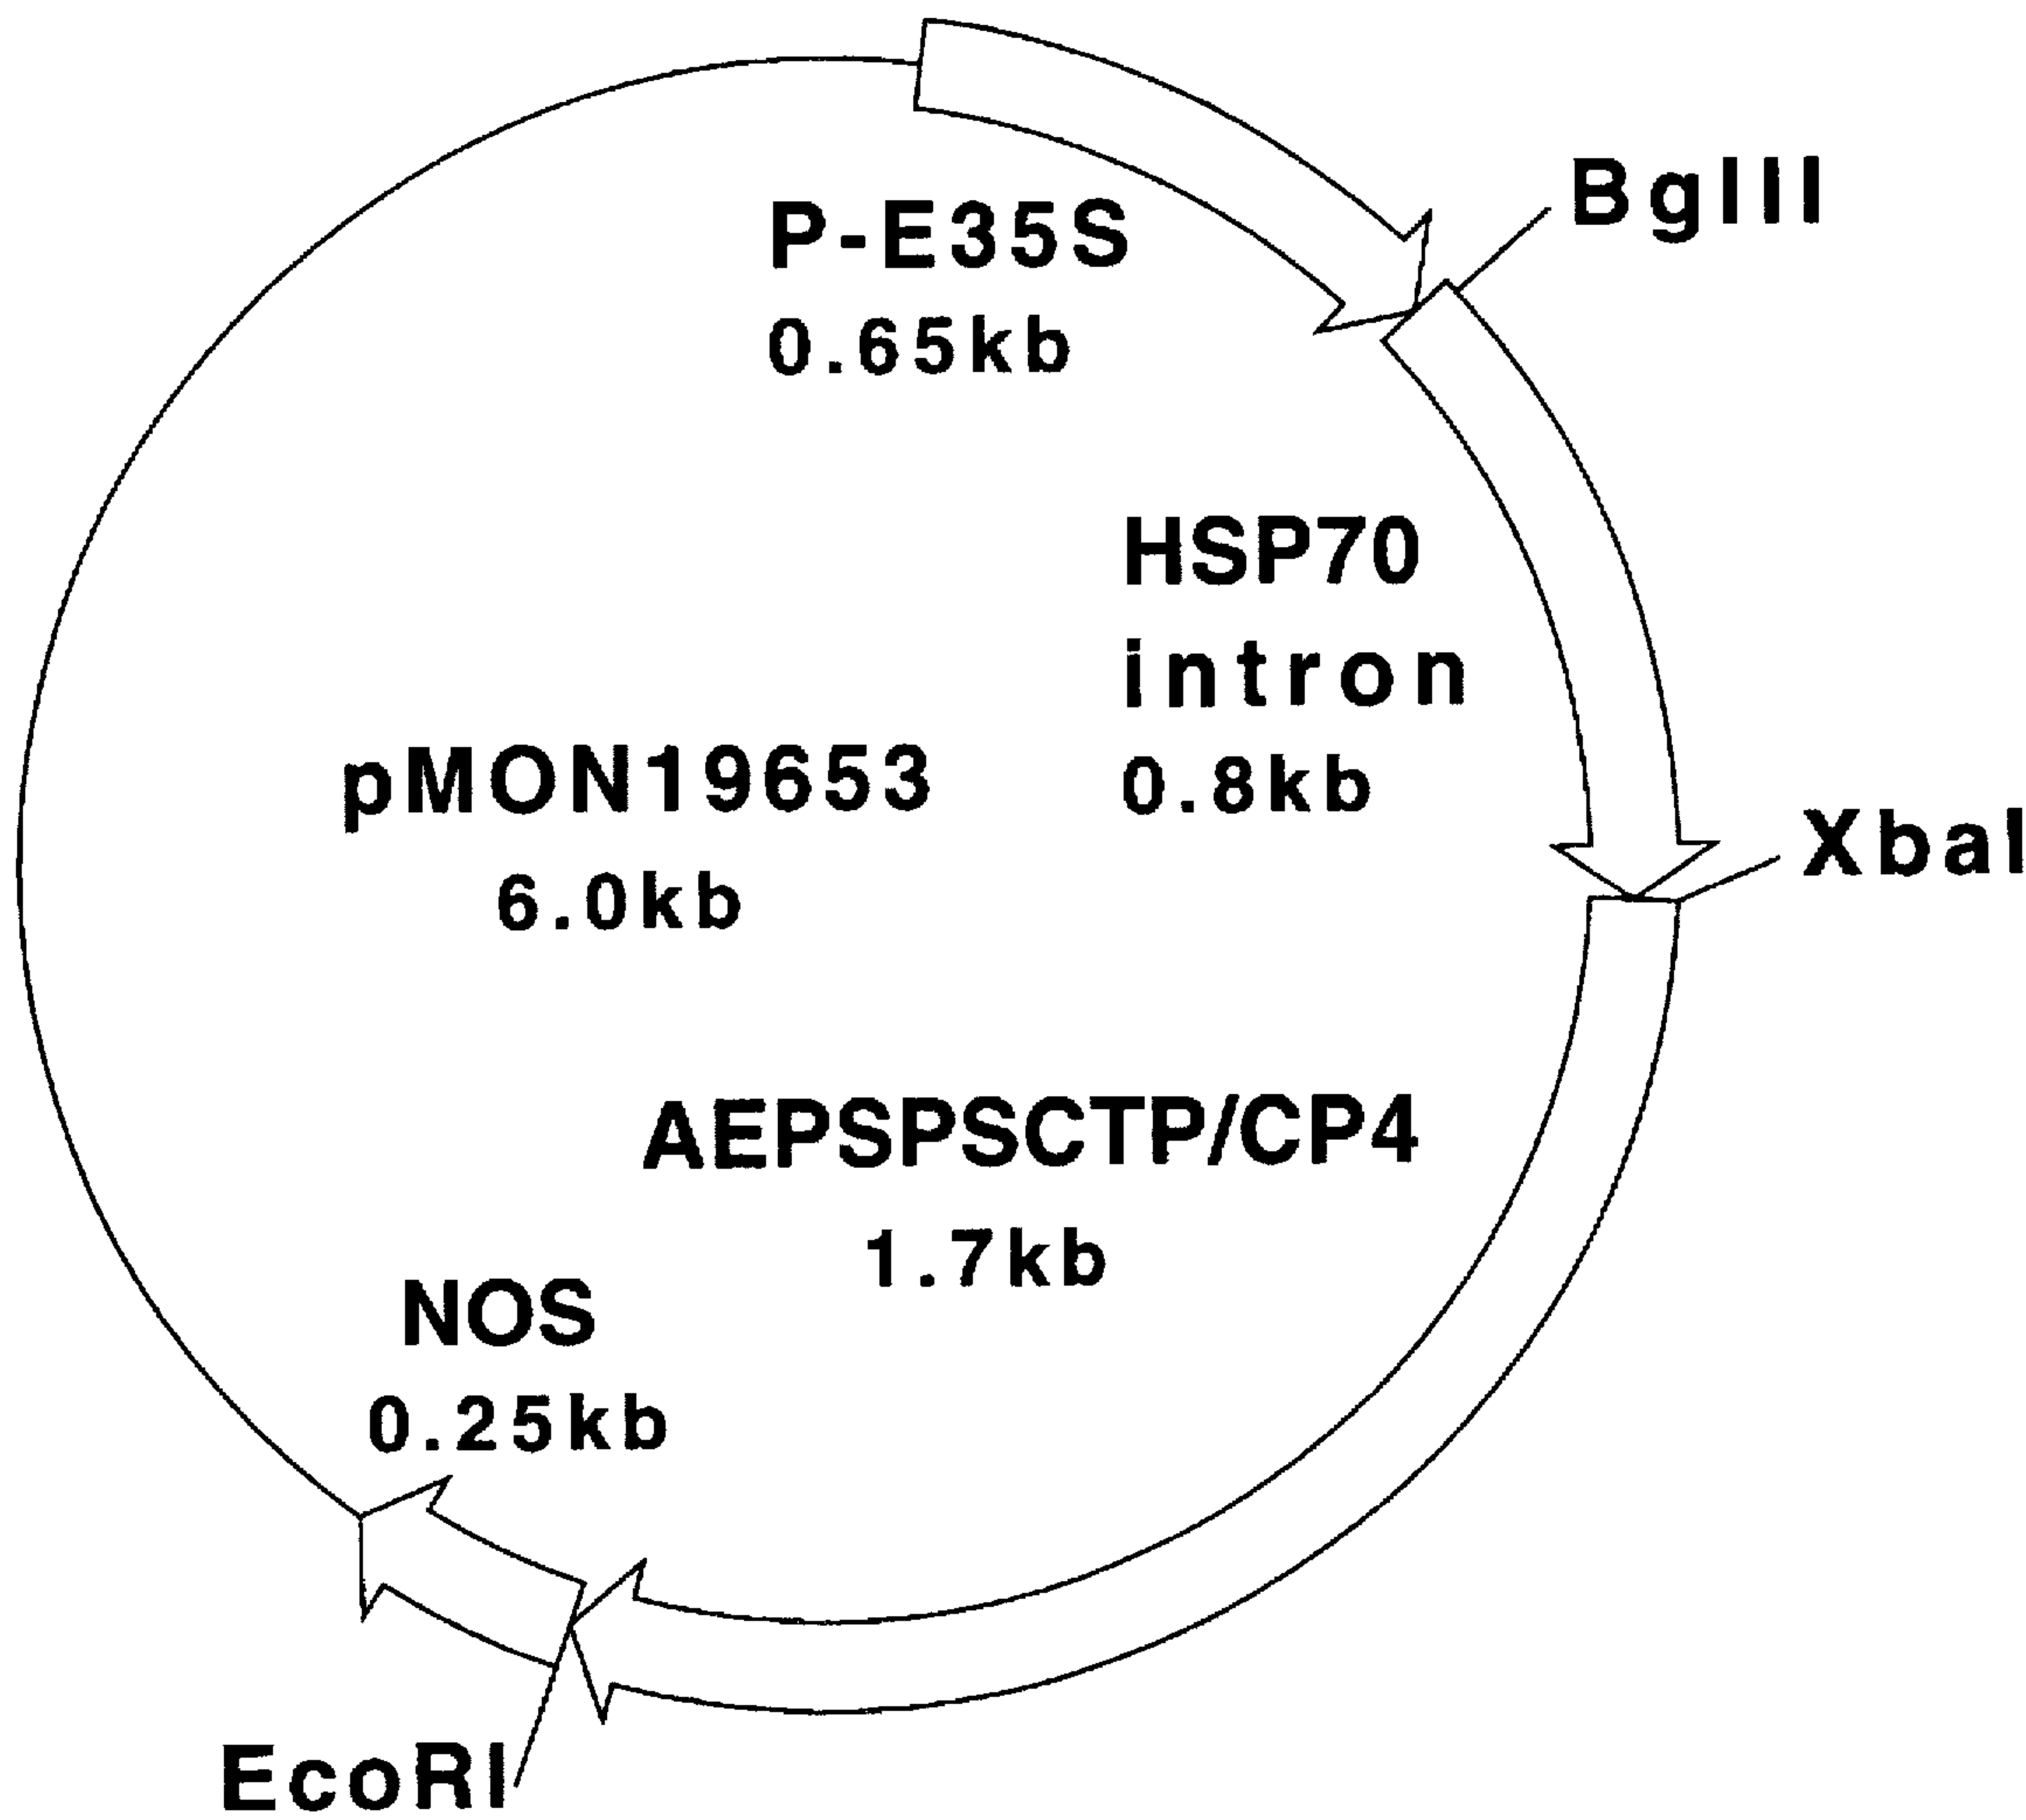 P-E35S
0.65kb
BglII
HSP70
intron
0.8kb
pMON19653
6.0kb
XbaI
AEPSPSCTP/CP4
1.7kb
NOS
0.25kb
EcoRI